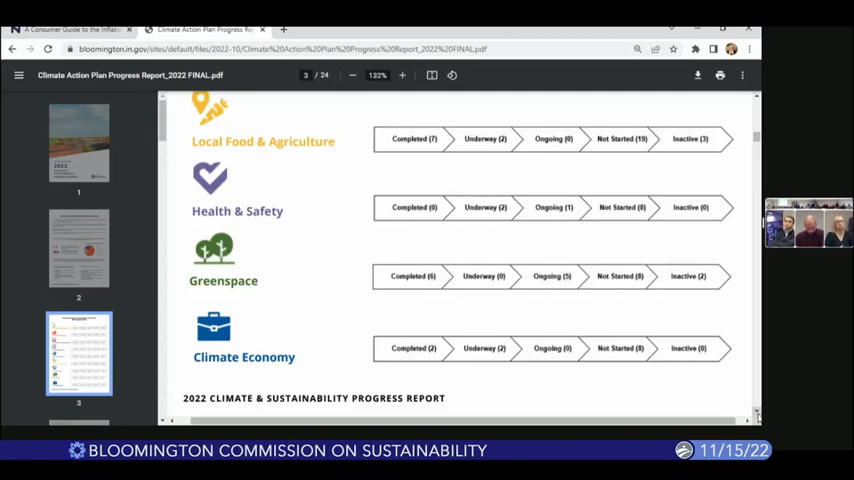 A Consumer Guide to the Inflati
Climate Action Plan Progress Rep
bloomington.in.gov/sites/default/files/2022-10/Climate%20Action%20Plan%20Progress%20Report_2022%20FINAL.pdf
Climate Action Plan Progress Report_2022 FINAL.pdf
3 / 24
132%
Local Food & Agriculture
Completed (7)
Underway (2)
Ongoing (0)
Not Started (19)
Inactive (3)
Health & Safety
Completed (0)
Underway (2)
Ongoing (1)
Not Started (8)
Inactive (0)
Greenspace
Completed (6)
Underway (0)
Ongoing (5)
Not Started (8)
Inactive (2)
Climate Economy
Completed (2)
Underway (2)
Ongoing (0)
Not Started (8)
Inactive (0)
2022 CLIMATE & SUSTAINABILITY PROGRESS REPORT
2022
1
2
3
BLOOMINGTON COMMISSION ON SUSTAINABILITY
11/15/22